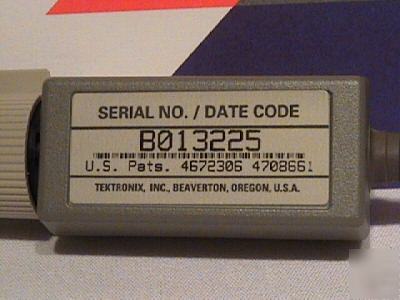 SERIAL NO. / DATE CODE
B013225
U.S. Pats. 4672306 4708661
TEKTRONIX, INC., BEAVERTON, OREGON, U.S.A.